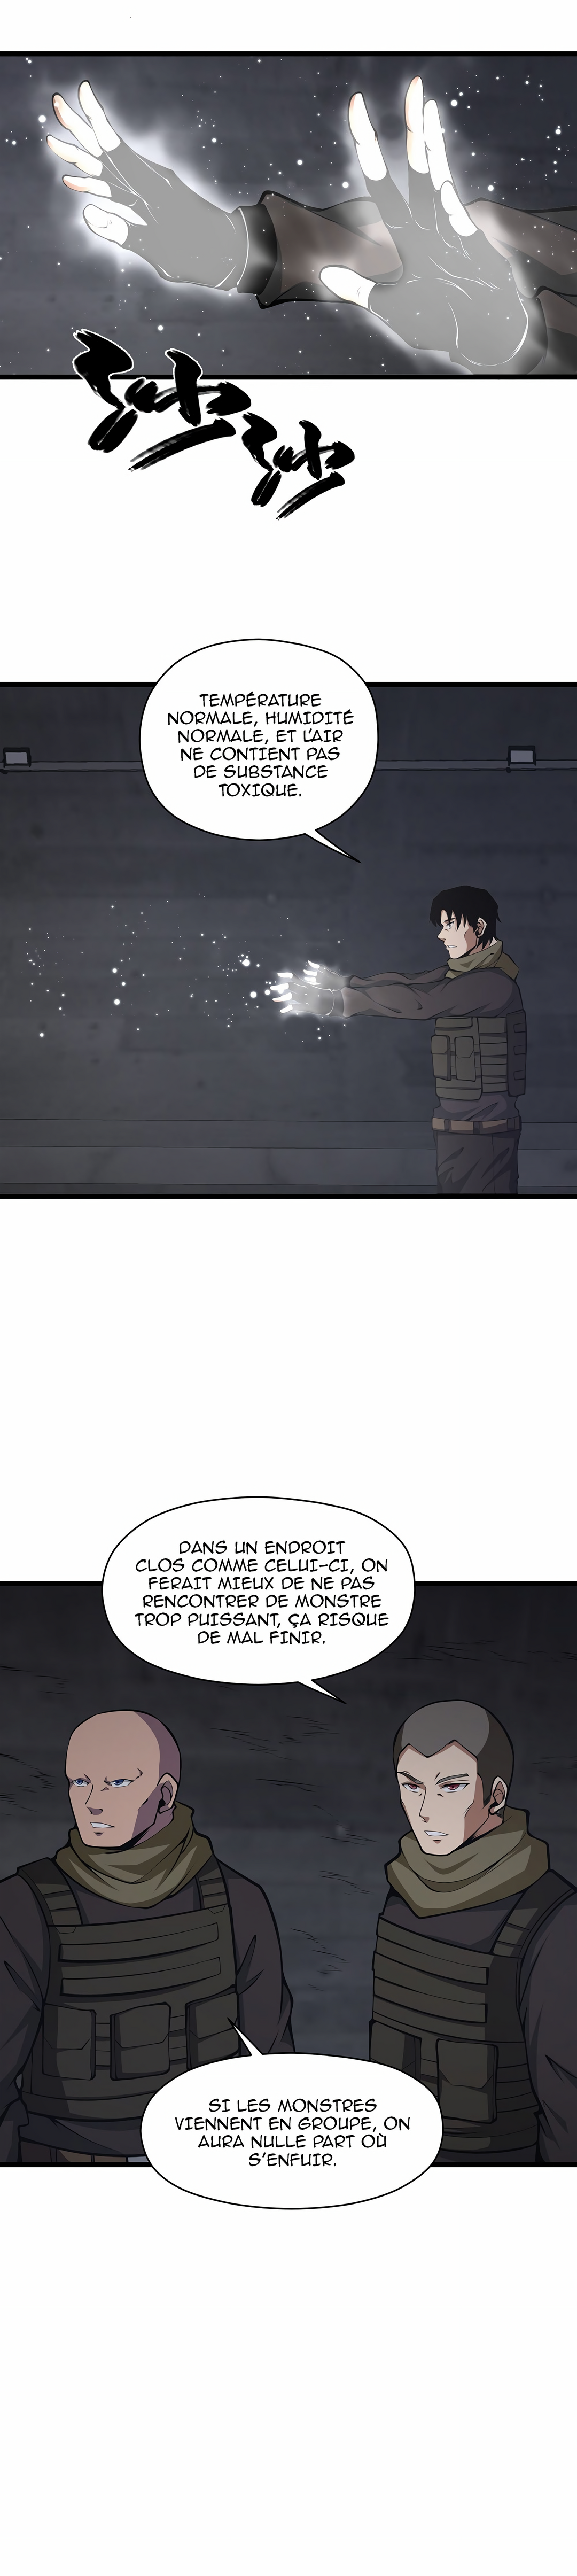 沙沙
TEMPÉRATURE
NORMALE, HUMIDITÉ
NORMALE, ET L'AIR
NE CONTIENT PAS
DE SUBSTANCE
TOXIQUE.
DANS UN ENDROIT
CLOS COMME CELUI-CI, ON
FERAIT MIEUX DE NE PAS
RENCONTRER DE MONSTRE
TROP PUISSANT, ÇA RISQUE
DE MAL FINIR.
SI LES MONSTRES
VIENNENT EN GROUPE, ON
AURA NULLE PART OÙ
S'ENFUIR.